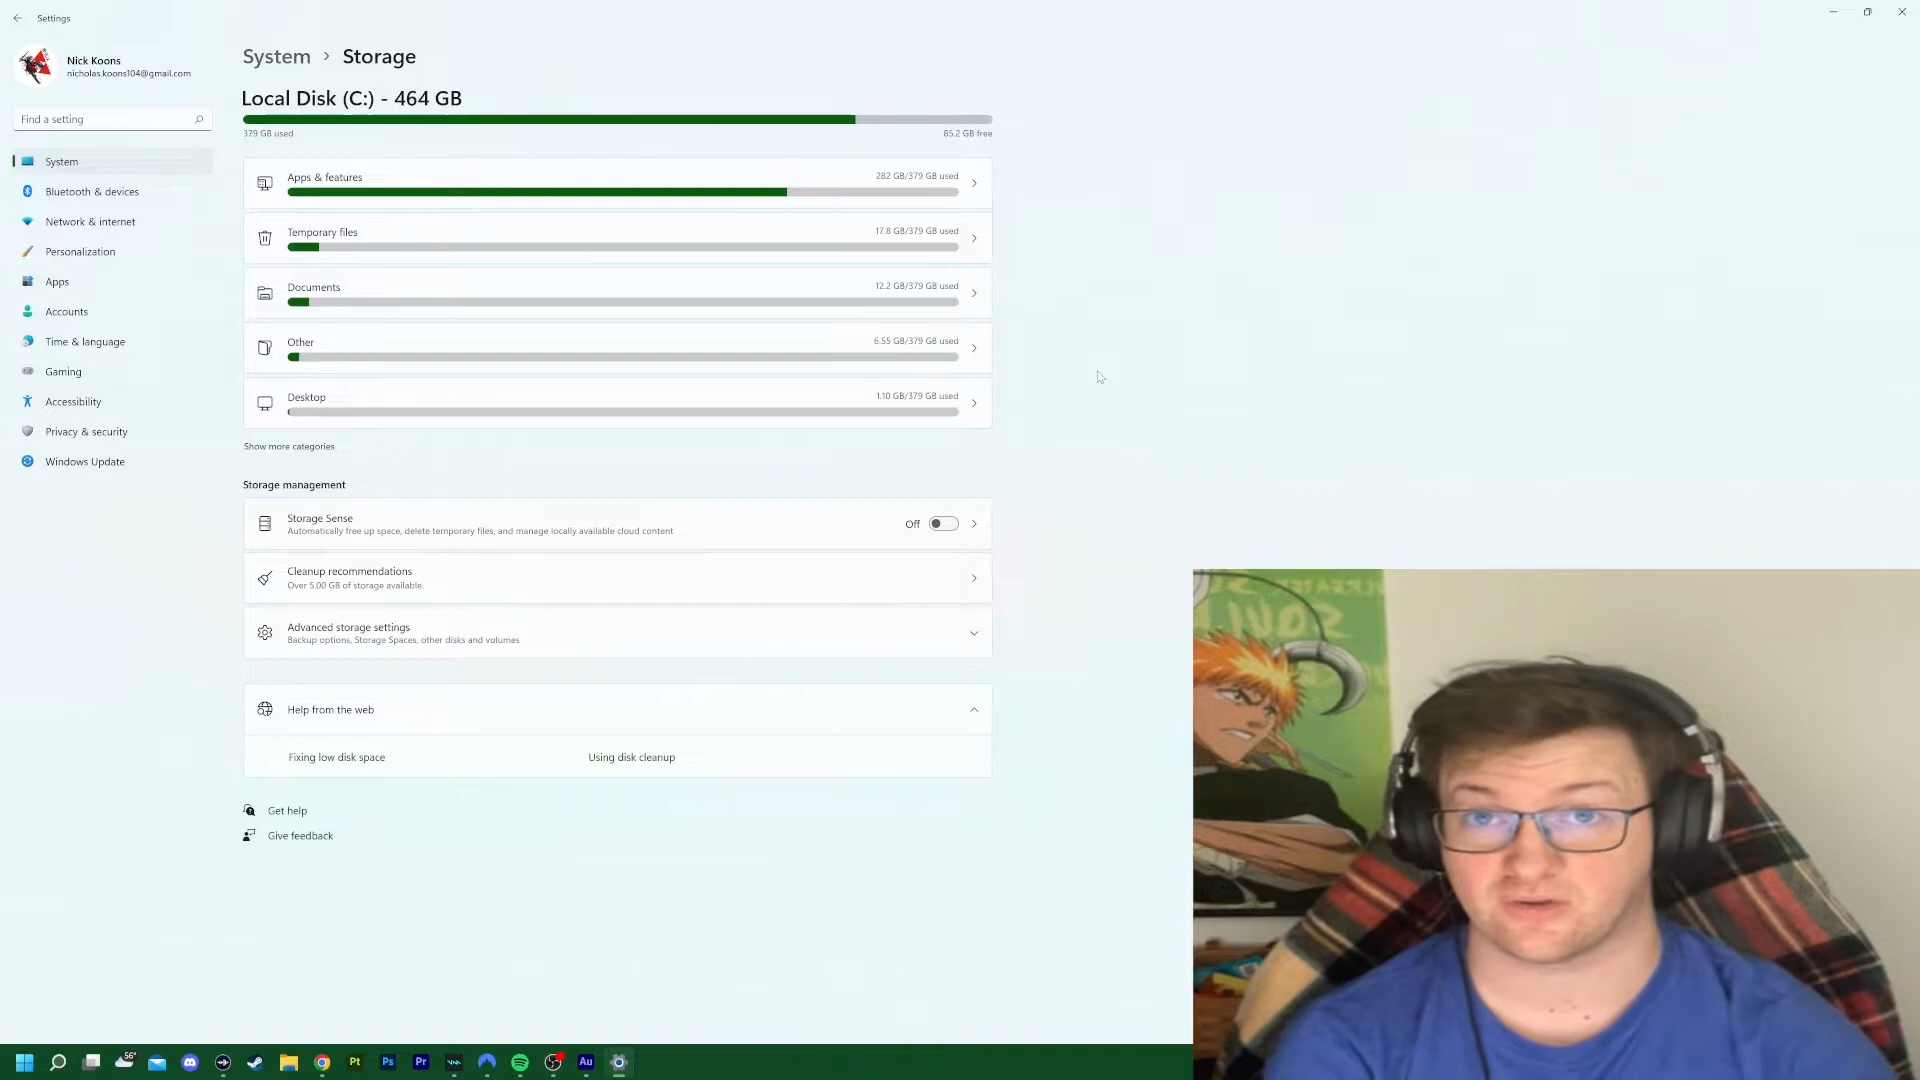 Settings
Nick Koons
nicholas.koons104@gmail.com
Find a setting
System
Bluetooth & devices
Network & internet
Personalization
Apps
Accounts
Time & language
Gaming
Accessibility
Privacy & security
Windows Update
System > Storage
Local Disk (C:) - 464 GB
379 GB used 85.2 GB free
Apps & features 282 GB/379 GB used
Temporary files 17.8 GB/379 GB used
Documents 12.2 GB/379 GB used
Other 6.55 GB/379 GB used
Desktop 1.10 GB/379 GB used
Show more categories
Storage management
Storage Sense
Automatically free up space, delete temporary files, and manage locally available cloud content
Off
Cleanup recommendations
Over 5.00 GB of storage available.
Advanced storage settings
Backup options, Storage Spaces, other disks and volumes
Help from the web
Fixing low disk space Using disk cleanup
Get help
Give feedback
56°
Pt Ps Pr Au